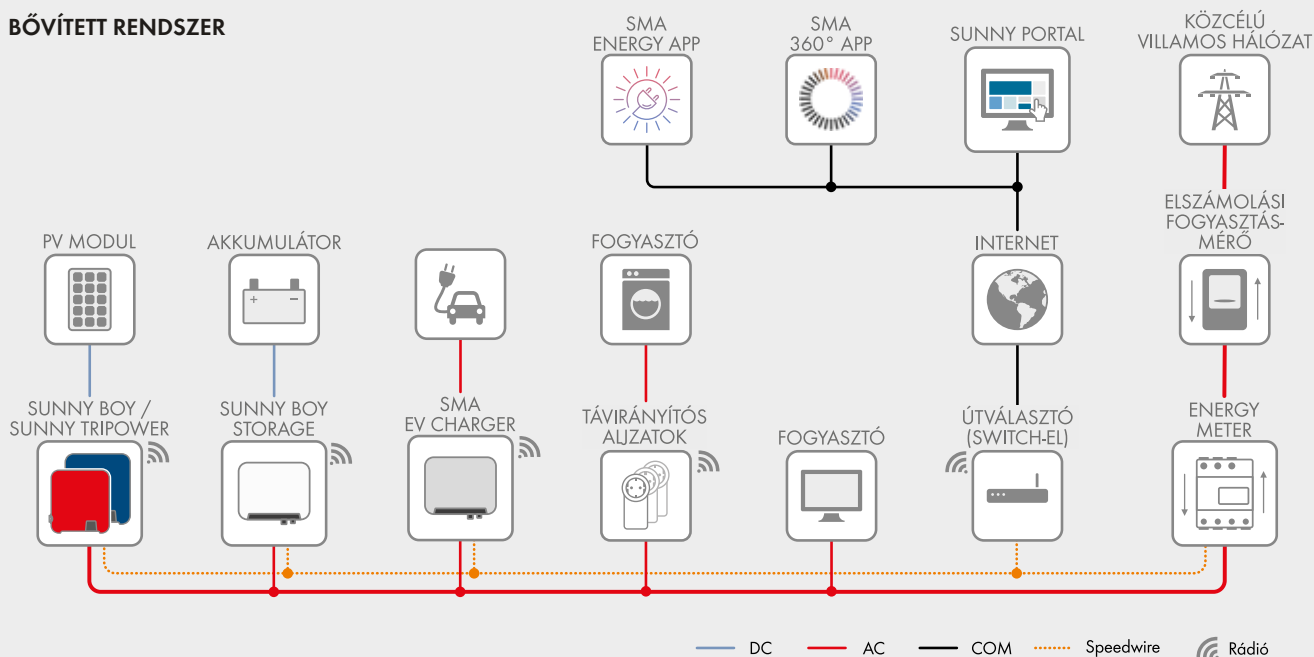 BŐVÍTETT RENDSZER
SMA
ENERGY APP
SMA
360° APP
SUNNY PORTAL
KÖZCÉLÚ
VILLAMOS HÁLÓZAT
ELSZÁMOLÁSI
FOGYASZTÁS-
MÉRŐ
PV MODUL
AKKUMULÁTOR
FOGYASZTÓ
INTERNET
SUNNY BOY /
SUNNY TRIPOWER
SUNNY BOY
STORAGE
SMA
EV CHARGER
TÁVIRÁNYÍTÓS
ALJZATOK
FOGYASZTÓ
ÚTVÁLASZTÓ
(SWITCH-EL)
ENERGY
METER
DC
AC
COM
Speedwire
Rádió